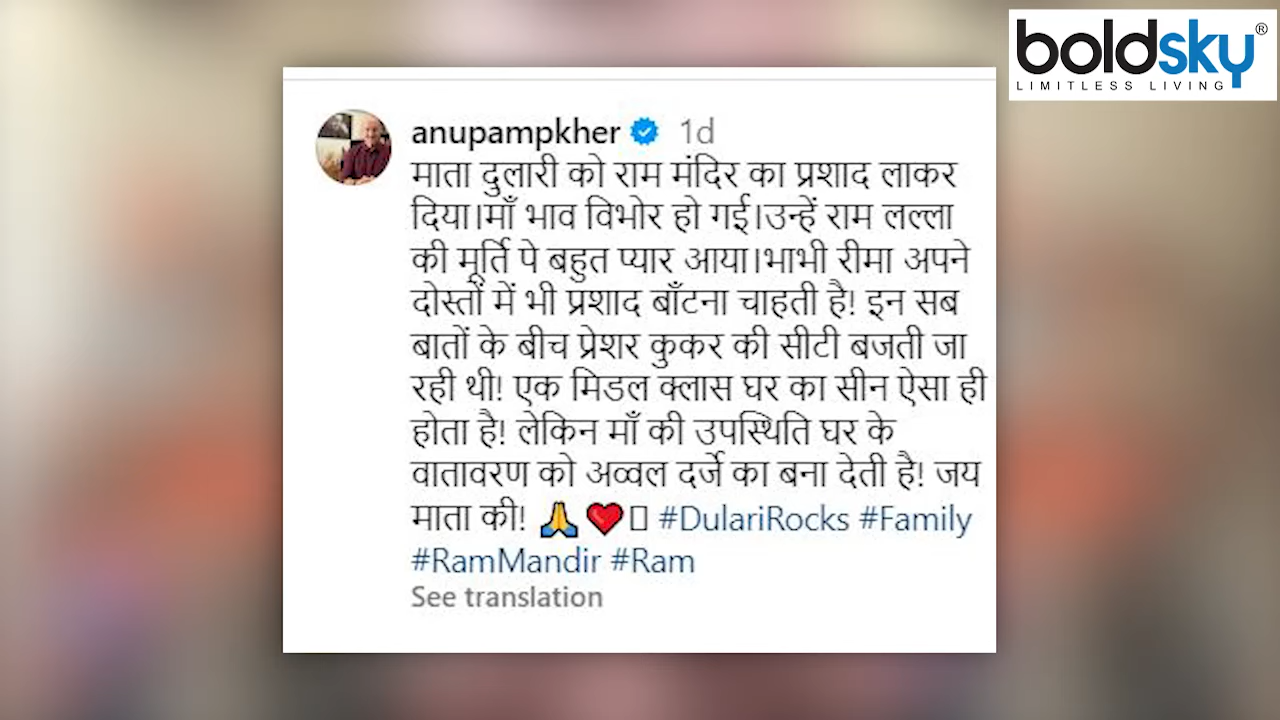 boldsky®
LIMITLESS LIVING
anupampkher 1d
माता दुलारी को राम मंदिर का प्रशाद लाकर
दिया।माँ भाव विभोर हो गई।उन्हें राम लल्ला
की मूर्ति पे बहुत प्यार आया।भाभी रीमा अपने
दोस्तों में भी प्रशाद बाँटना चाहती है! इन सब
बातों के बीच प्रेशर कुकर की सीटी बजती जा
रही थी! एक मिडल क्लास घर का सीन ऐसा ही
होता है! लेकिन माँ की उपस्थिति घर के
वातावरण को अव्वल दर्जे का बना देती है! जय
माता की! 🙏❤️ #DulariRocks #Family
#RamMandir #Ram
See translation